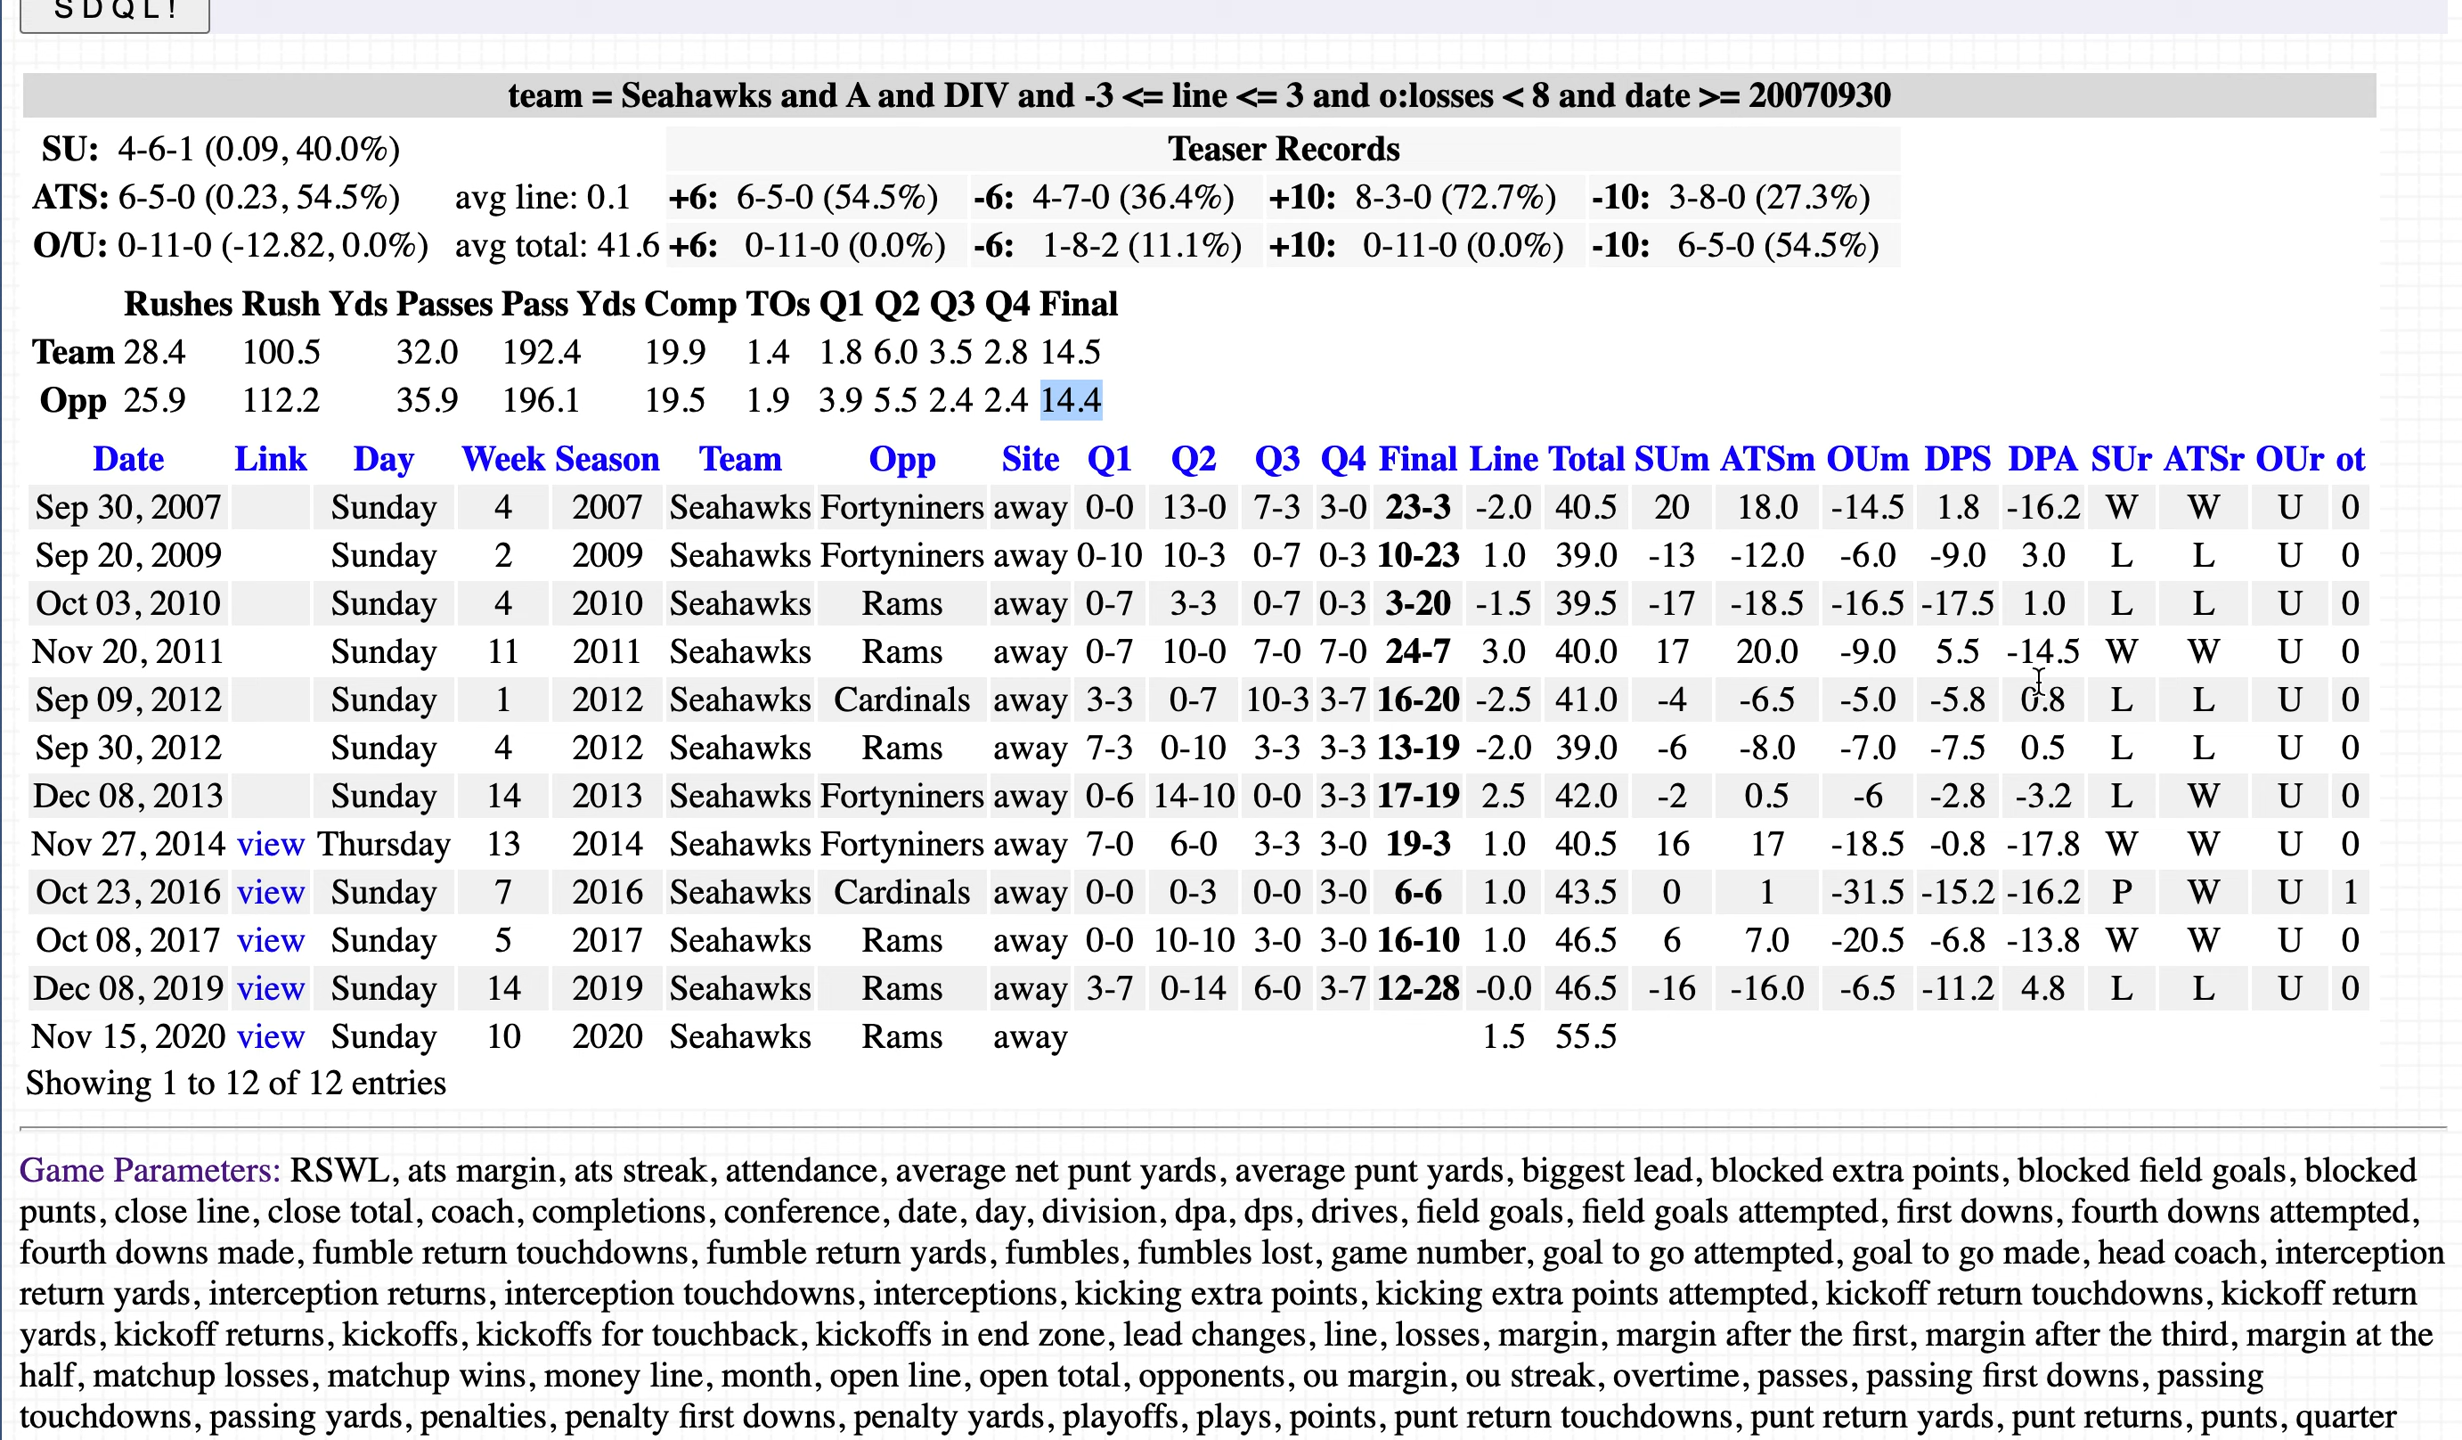 S D Q L !
team = Seahawks and A and DIV and -3 <= line <= 3 and o:losses < 8 and date >= 20070930
SU: 4-6-1 (0.09, 40.0%) Teaser Records
ATS: 6-5-0 (0.23, 54.5%) avg line: 0.1 +6: 6-5-0 (54.5%) -6: 4-7-0 (36.4%) +10: 8-3-0 (72.7%) -10: 3-8-0 (27.3%)
O/U: 0-11-0 (-12.82, 0.0%) avg total: 41.6 +6: 0-11-0 (0.0%) -6: 1-8-2 (11.1%) +10: 0-11-0 (0.0%) -10: 6-5-0 (54.5%)
Rushes Rush Yds Passes Pass Yds Comp TOs Q1 Q2 Q3 Q4 Final
Team 28.4 100.5 32.0 192.4 19.9 1.4 1.8 6.0 3.5 2.8 14.5
Opp 25.9 112.2 35.9 196.1 19.5 1.9 3.9 5.5 2.4 2.4 14.4
Date Link Day Week Season Team Opp Site Q1 Q2 Q3 Q4 Final Line Total SUm ATSm OUm DPS DPA SUr ATSr OUr ot
Sep 30, 2007 Sunday 4 2007 Seahawks Fortyniners away 0-0 13-0 7-3 3-0 23-3 -2.0 40.5 20 18.0 -14.5 1.8 -16.2 W W U 0
Sep 20, 2009 Sunday 2 2009 Seahawks Fortyniners away 0-10 10-3 0-7 0-3 10-23 1.0 39.0 -13 -12.0 -6.0 -9.0 3.0 L L U 0
Oct 03, 2010 Sunday 4 2010 Seahawks Rams away 0-7 3-3 0-7 0-3 3-20 -1.5 39.5 -17 -18.5 -16.5 -17.5 1.0 L L U 0
Nov 20, 2011 Sunday 11 2011 Seahawks Rams away 0-7 10-0 7-0 7-0 24-7 3.0 40.0 17 20.0 -9.0 5.5 -14.5 W W U 0
Sep 09, 2012 Sunday 1 2012 Seahawks Cardinals away 3-3 0-7 10-3 3-7 16-20 -2.5 41.0 -4 -6.5 -5.0 -5.8 0.8 L L U 0
Sep 30, 2012 Sunday 4 2012 Seahawks Rams away 7-3 0-10 3-3 3-3 13-19 -2.0 39.0 -6 -8.0 -7.0 -7.5 0.5 L L U 0
Dec 08, 2013 Sunday 14 2013 Seahawks Fortyniners away 0-6 14-10 0-0 3-3 17-19 2.5 42.0 -2 0.5 -6 -2.8 -3.2 L W U 0
Nov 27, 2014 view Thursday 13 2014 Seahawks Fortyniners away 7-0 6-0 3-3 3-0 19-3 1.0 40.5 16 17 -18.5 -0.8 -17.8 W W U 0
Oct 23, 2016 view Sunday 7 2016 Seahawks Cardinals away 0-0 0-3 0-0 3-0 6-6 1.0 43.5 0 1 -31.5 -15.2 -16.2 P W U 1
Oct 08, 2017 view Sunday 5 2017 Seahawks Rams away 0-0 10-10 3-0 3-0 16-10 1.0 46.5 6 7.0 -20.5 -6.8 -13.8 W W U 0
Dec 08, 2019 view Sunday 14 2019 Seahawks Rams away 3-7 0-14 6-0 3-7 12-28 -0.0 46.5 -16 -16.0 -6.5 -11.2 4.8 L L U 0
Nov 15, 2020 view Sunday 10 2020 Seahawks Rams away 1.5 55.5
Showing 1 to 12 of 12 entries
Game Parameters: RSWL, ats margin, ats streak, attendance, average net punt yards, average punt yards, biggest lead, blocked extra points, blocked field goals, blocked
punts, close line, close total, coach, completions, conference, date, day, division, dpa, dps, drives, field goals, field goals attempted, first downs, fourth downs attempted,
fourth downs made, fumble return touchdowns, fumble return yards, fumbles, fumbles lost, game number, goal to go attempted, goal to go made, head coach, interception
return yards, interception returns, interception touchdowns, interceptions, kicking extra points, kicking extra points attempted, kickoff return touchdowns, kickoff return
yards, kickoff returns, kickoffs, kickoffs for touchback, kickoffs in end zone, lead changes, line, losses, margin, margin after the first, margin after the third, margin at the
half, matchup losses, matchup wins, money line, month, open line, open total, opponents, ou margin, ou streak, overtime, passes, passing first downs, passing
touchdowns, passing yards, penalties, penalty first downs, penalty yards, playoffs, plays, points, punt return touchdowns, punt return yards, punt returns, punts, quarter